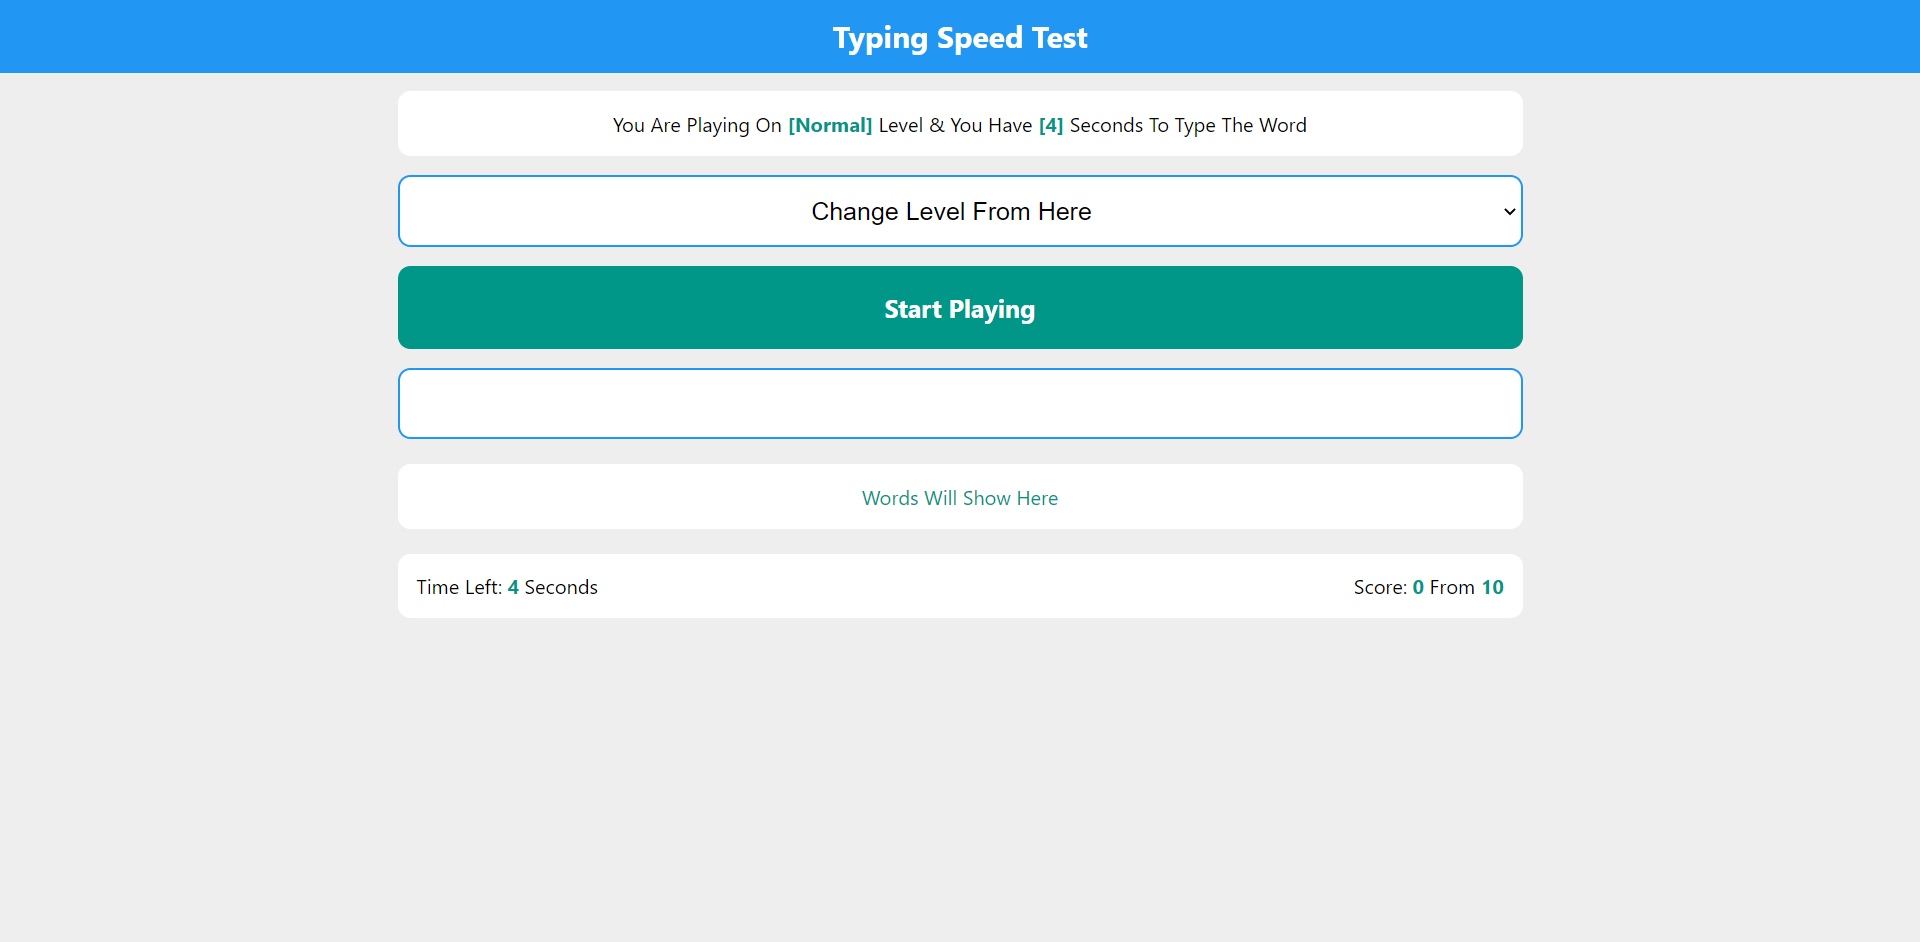 Typing Speed Test
You Are Playing On [Normal] Level & You Have [4] Seconds To Type The Word
Change Level From Here
Start Playing
Words Will Show Here
Time Left: 4 Seconds
Score: 0 From 10